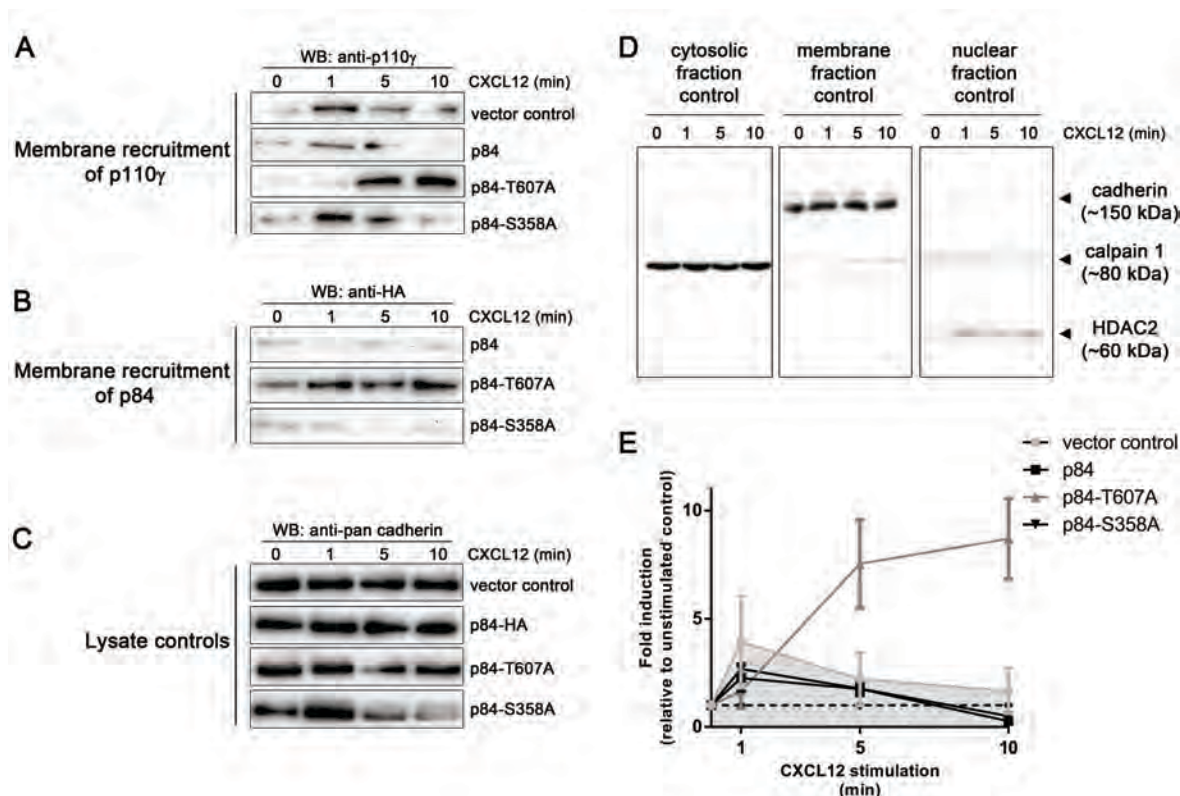 A
WB: anti-p110γ
0 1 5 10 CXCL12 (min)
vector control
p84
p84-T607A
p84-S358A
Membrane recruitment
of p110γ
B
WB: anti-HA
0 1 5 10 CXCL12 (min)
p84
p84-T607A
p84-S358A
Membrane recruitment
of p84
C
WB: anti-pan cadherin
0 1 5 10 CXCL12 (min)
vector control
p84-HA
p84-T607A
p84-S358A
Lysate controls
D
cytosolic
fraction
control
membrane
fraction
control
nuclear
fraction
control
0 1 5 10 0 1 5 10 0 1 5 10 CXCL12 (min)
cadherin
(~150 kDa)
calpain 1
(~80 kDa)
HDAC2
(~60 kDa)
E
vector control
p84
p84-T607A
p84-S358A
Fold induction
(relative to unstimulated control)
10
5
0
1 5 10
CXCL12 stimulation
(min)